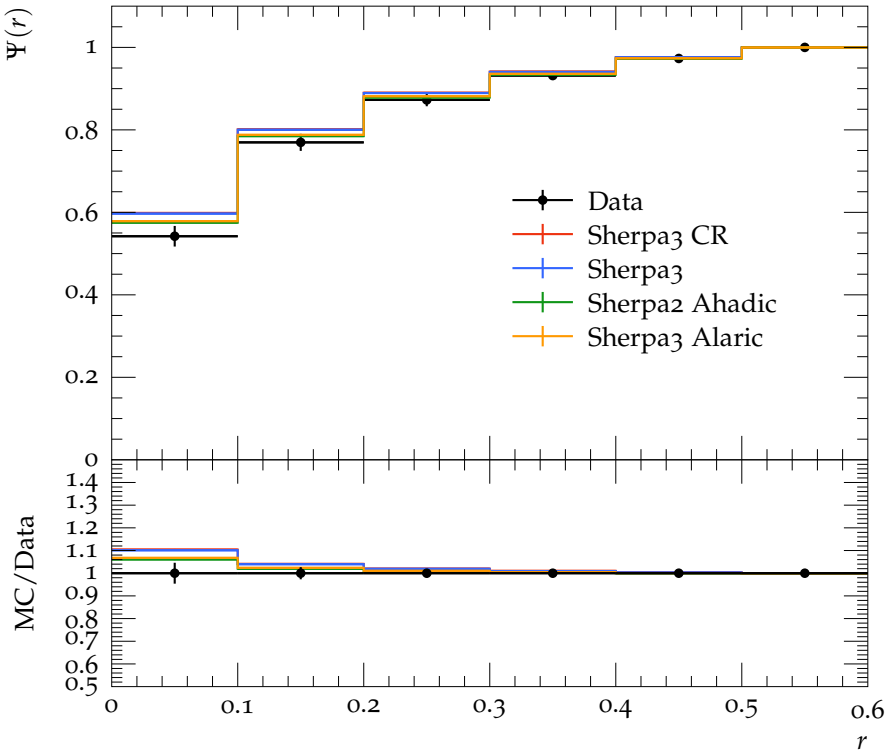 Ψ(r)
1
0.8
0.6
0.4
0.2
0
Data
Sherpa3 CR
Sherpa3
Sherpa2 Ahadic
Sherpa3 Alaric
MC/Data
1.4
1.3
1.2
1.1
1
0.9
0.8
0.7
0.6
0.5
0 0.1 0.2 0.3 0.4 0.5 0.6
r